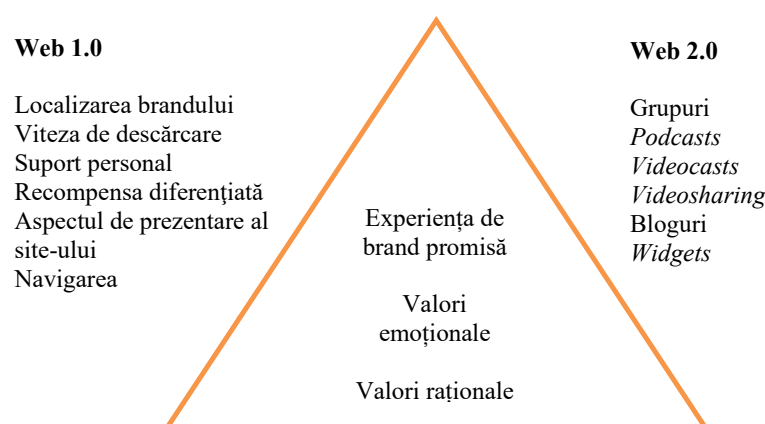 Web 1.0
Localizarea brandului
Viteza de descărcare
Suport personal
Recompensa diferențiată
Aspectul de prezentare al
site-ului
Navigarea
Experiența de
brand promisă
Valori
emoționale
Valori raționale
Web 2.0
Grupuri
Podcasts
Videocasts
Videosharing
Bloguri
Widgets